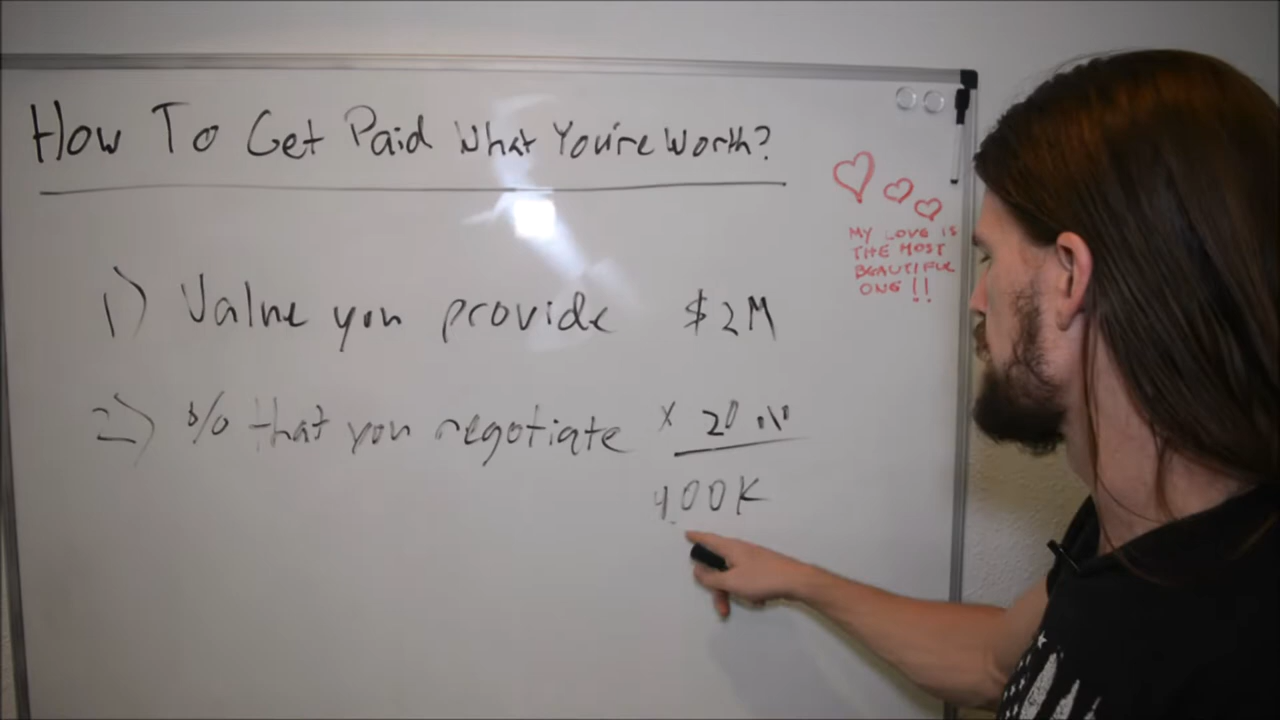 How To Get Paid What You're Worth?
1) Value you provide $2M
2) % that you negotiate x 20
400K
MY LOVE IS
THE MOST
BEAUTIFUL
ONE!!